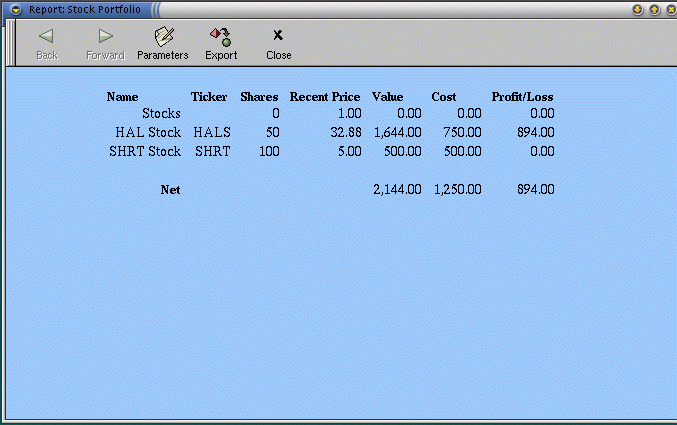 Report: Stock Portfolio
Back Forward Parameters Export Close
Name Ticker Shares Recent Price Value Cost Profit/Loss
Stocks 0 1.00 0.00 0.00 0.00
HAL Stock HALS 50 32.88 1,644.00 750.00 894.00
SHRT Stock SHRT 100 5.00 500.00 500.00 0.00
Net 2,144.00 1,250.00 894.00